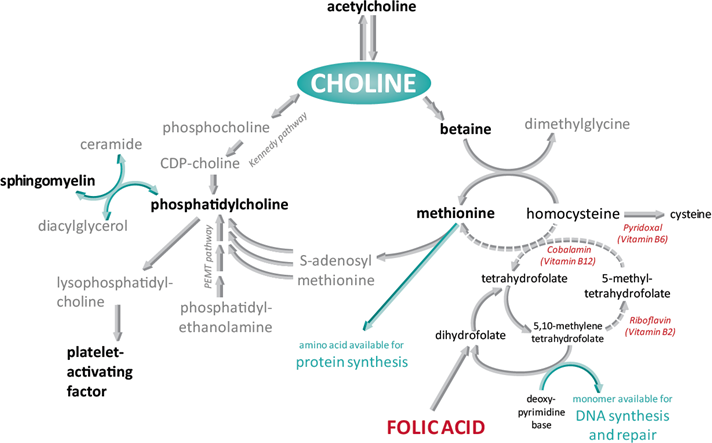 acetylcholine
CHOLINE
phosphocholine
Kennedy pathway
betaine
dimethylglycine
ceramide
CDP-choline
sphingomyelin
phosphatidylcholine
methionine
homocysteine
cysteine
diacylglycerol
Pyridoxal
(Vitamin B6)
PEMT pathway
S-adenosyl
methionine
Cobalamin
(Vitamin B12)
lysophosphatidyl-
choline
tetrahydrofolate
5-methyl-
tetrahydrofolate
phosphatidyl-
ethanolamine
Riboflavin
(Vitamin B2)
dihydrofolate
5,10-methylene
tetrahydrofolate
amino acid available for
protein synthesis
platelet-
activating
factor
FOLIC ACID
deoxy-
pyrimidine
base
monomer available for
DNA synthesis
and repair